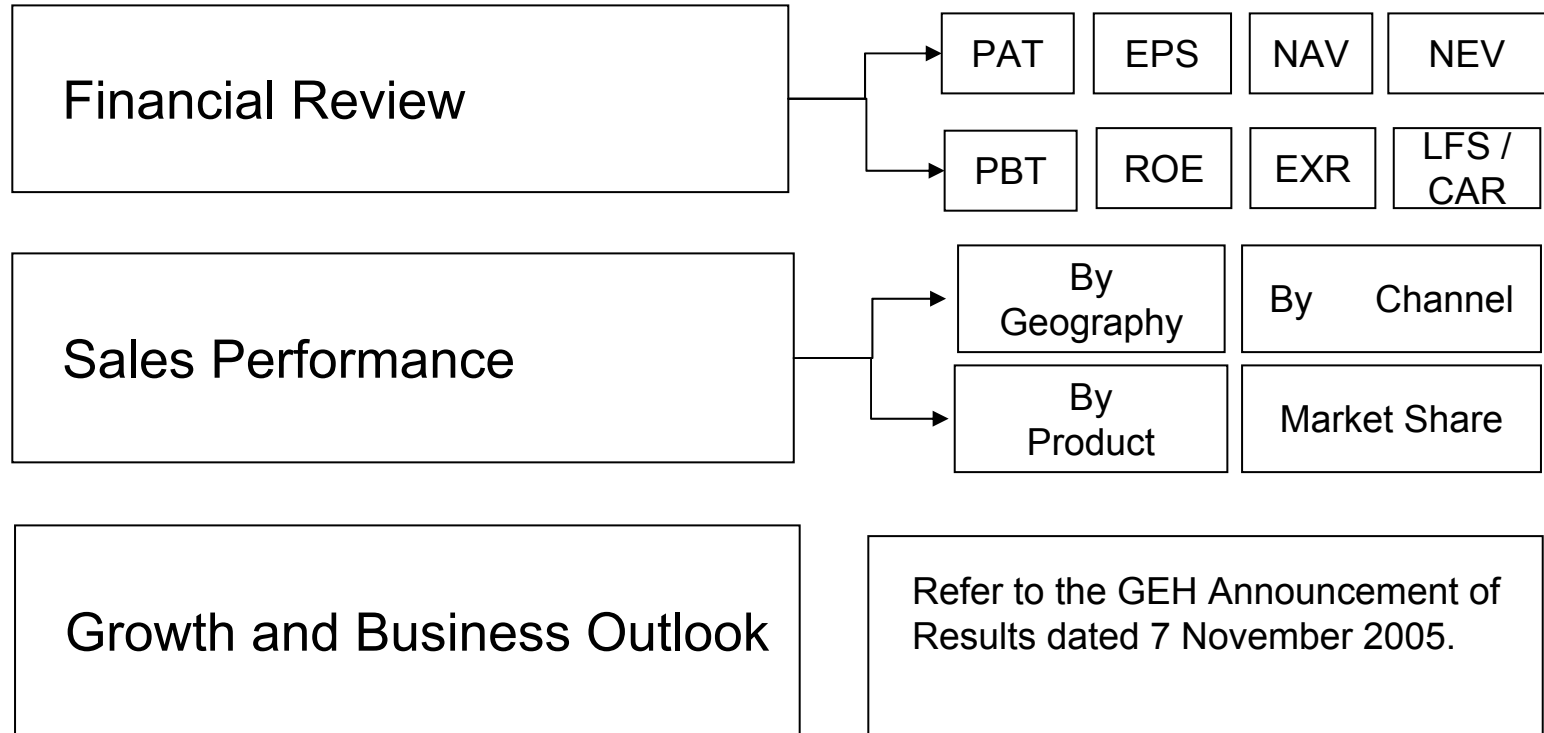 Financial Review
PAT
EPS
NAV
NEV
PBT
ROE
EXR
LFS /
CAR
Sales Performance
By
Geography
By Channel
By
Product
Market Share
Growth and Business Outlook
Refer to the GEH Announcement of
Results dated 7 November 2005.